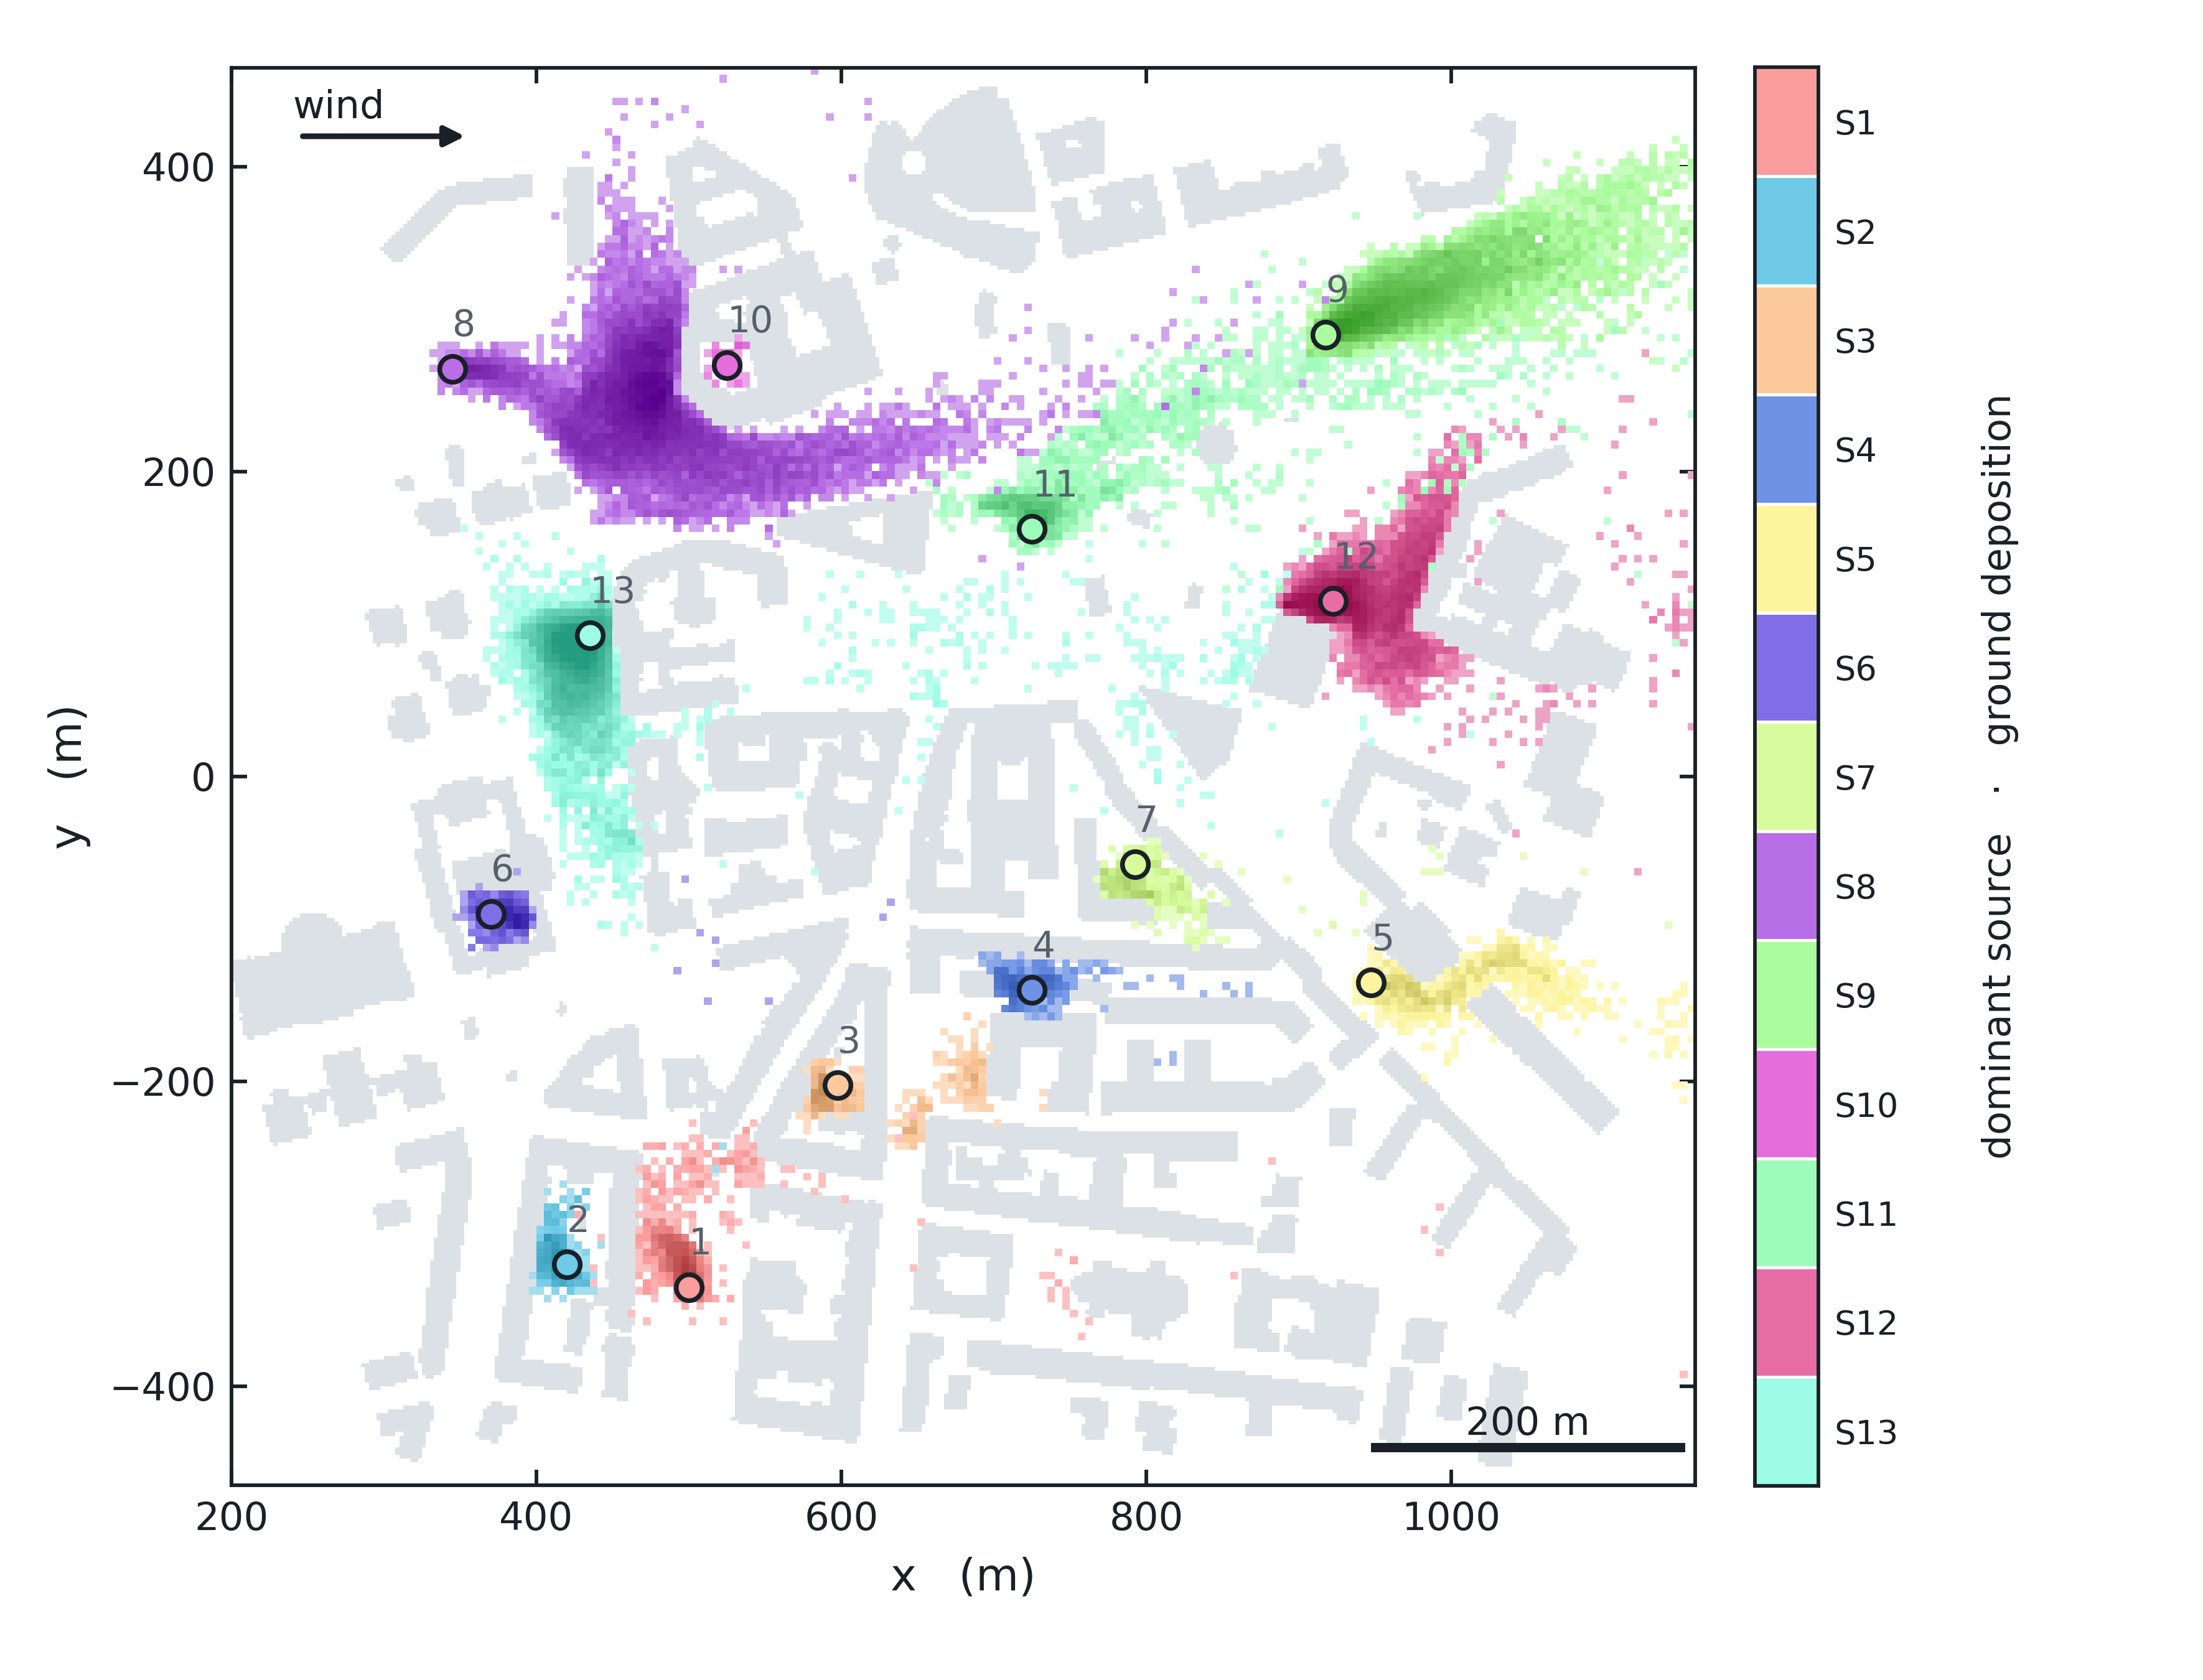 wind
400
200
0
−200
−400
y (m)
8
10
9
11
12
13
7
6
5
4
3
2
1
200 m
200
400
600
800
1000
x (m)
S1
S2
S3
S4
S5
S6
S7
S8
S9
S10
S11
S12
S13
dominant source · ground deposition